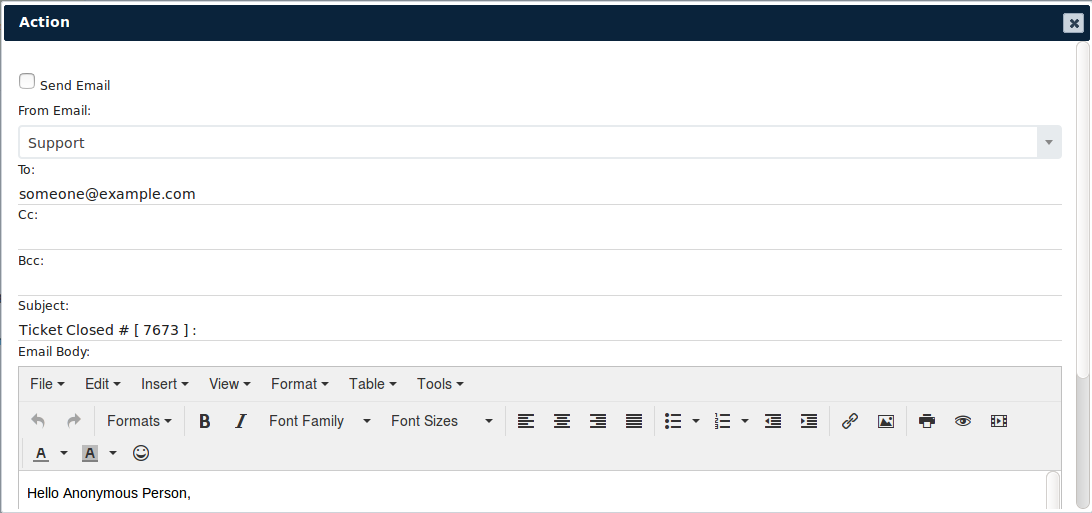 Action
Send Email
From Email:
Support
To:
someone@example.com
Cc:
Bcc:
Subject:
Ticket Closed # [ 7673 ] :
Email Body:
File Edit Insert View Format Table Tools
Formats B I Font Family Font Sizes
A A
Hello Anonymous Person,